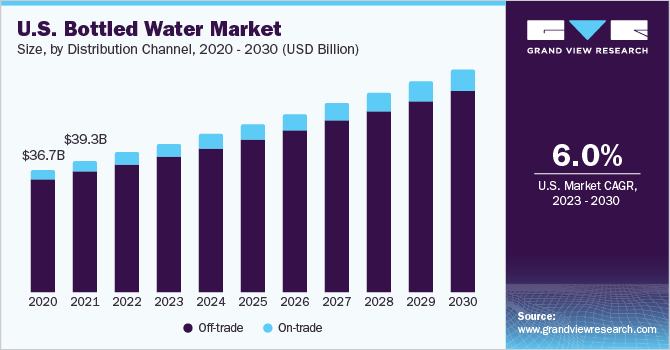 U.S. Bottled Water Market
Size, by Distribution Channel, 2020 - 2030 (USD Billion)
$36.7B
$39.3B
2020 2021 2022 2023 2024 2025 2026 2027 2028 2029 2030
Off-trade On-trade
GRAND VIEW RESEARCH
6.0%
U.S. Market CAGR,
2023 - 2030
Source:
www.grandviewresearch.com